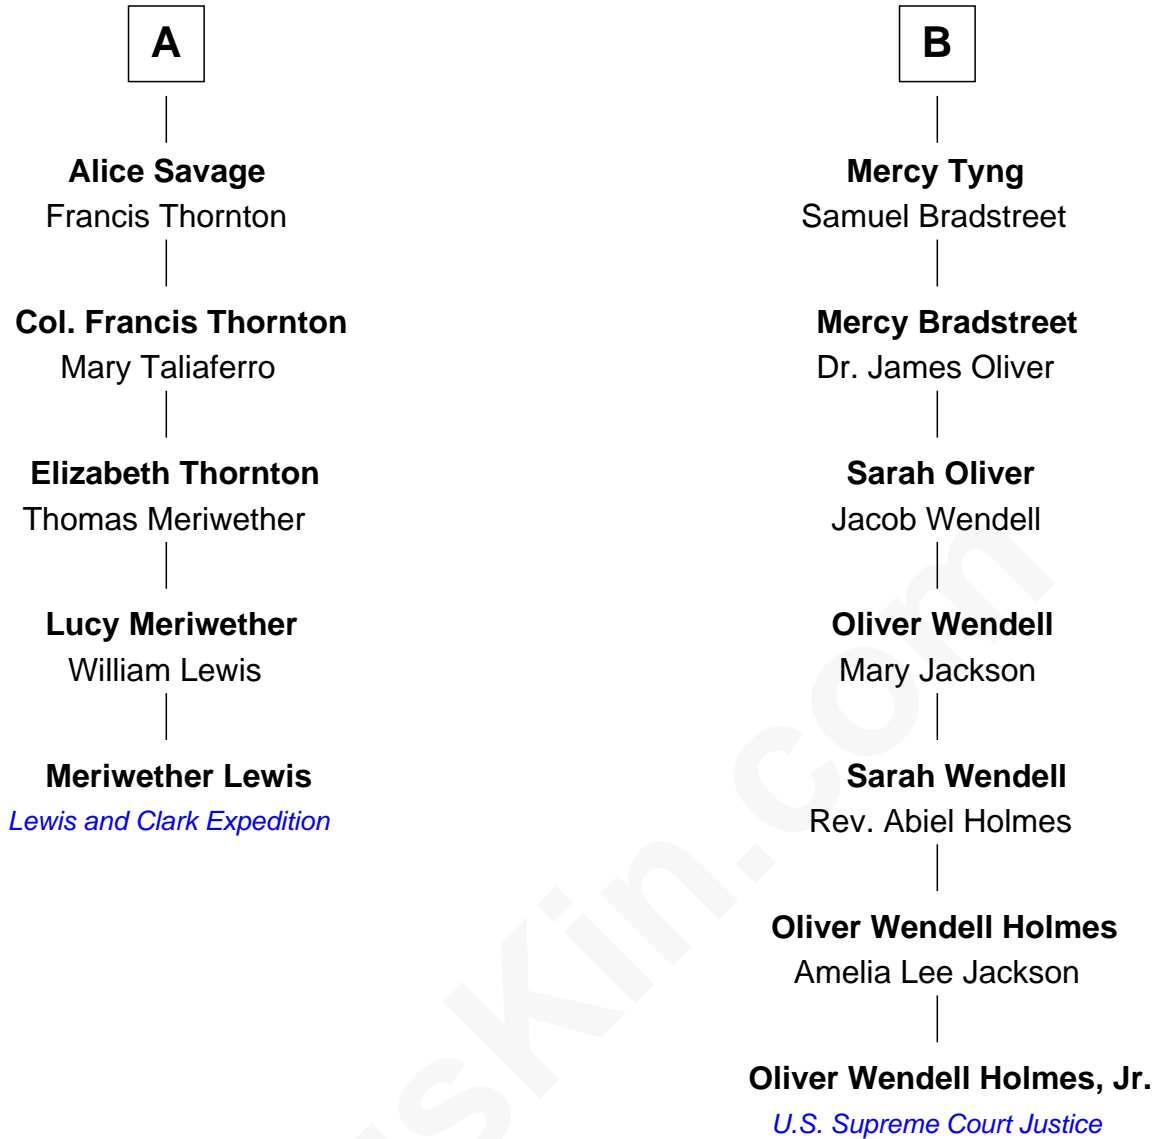 A
Alice Savage
Francis Thornton
Col. Francis Thornton
Mary Taliaferro
Elizabeth Thornton
Thomas Meriwether
Lucy Meriwether
William Lewis
Meriwether Lewis
Lewis and Clark Expedition
B
Mercy Tyng
Samuel Bradstreet
Mercy Bradstreet
Dr. James Oliver
Sarah Oliver
Jacob Wendell
Oliver Wendell
Mary Jackson
Sarah Wendell
Rev. Abiel Holmes
Oliver Wendell Holmes
Amelia Lee Jackson
Oliver Wendell Holmes, Jr.
U.S. Supreme Court Justice
sKin.com